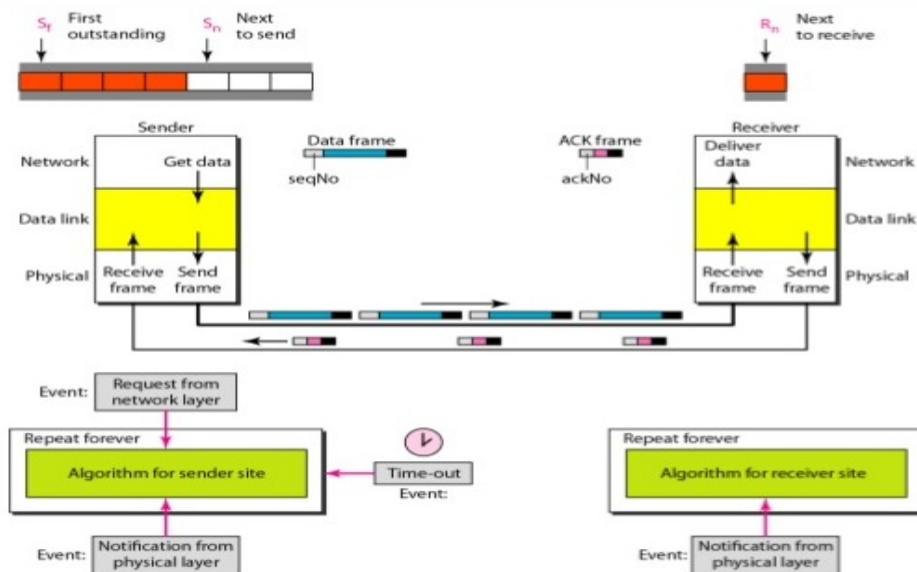 Sf First outstanding
Sn Next to send
Rn Next to receive
Sender
Data frame
ACK frame
Receiver
Network
Get data
seqNo
ackNo
Deliver data
Network
Data link
Data link
Physical
Receive frame
Send frame
Receive frame
Send frame
Physical
Event:
Request from network layer
Repeat forever
Algorithm for sender site
Time-out
Event:
Repeat forever
Algorithm for receiver site
Event:
Notification from physical layer
Event:
Notification from physical layer